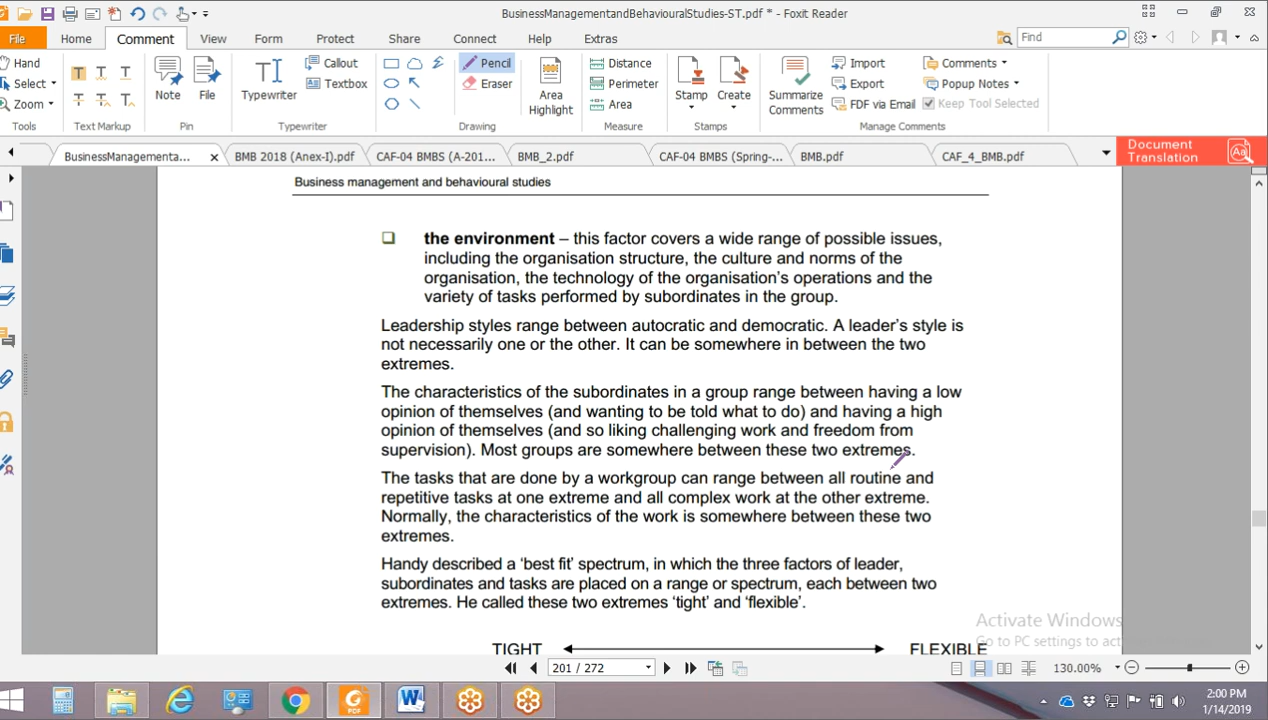 BusinessManagementandBehaviouralStudies-ST.pdf * - Foxit Reader
File Home Comment View Form Protect Share Connect Help Extras
Find
Hand
Select
Zoom
Tools
T T T
T T T
Text Markup
Note
File
Pin
Typewriter
Callout
Textbox
Typewriter
Pencil
Eraser
Area
Highlight
Drawing
Distance
Perimeter
Area
Measure
Stamp
Create
Stamps
Summarize
Comments
Import
Export
FDF via Email
Comments
Popup Notes
Keep Tool Selected
Manage Comments
BusinessManagementa... BMB 2018 (Anex-I).pdf CAF-04 BMBS (A-201... BMB_2.pdf CAF-04 BMBS (Spring-... BMB.pdf CAF_4_BMB.pdf
Document
Translation
Business management and behavioural studies
the environment – this factor covers a wide range of possible issues,
including the organisation structure, the culture and norms of the
organisation, the technology of the organisation's operations and the
variety of tasks performed by subordinates in the group.
Leadership styles range between autocratic and democratic. A leader's style is
not necessarily one or the other. It can be somewhere in between the two
extremes.
The characteristics of the subordinates in a group range between having a low
opinion of themselves (and wanting to be told what to do) and having a high
opinion of themselves (and so liking challenging work and freedom from
supervision). Most groups are somewhere between these two extremes.
The tasks that are done by a workgroup can range between all routine and
repetitive tasks at one extreme and all complex work at the other extreme.
Normally, the characteristics of the work is somewhere between these two
extremes.
Handy described a 'best fit' spectrum, in which the three factors of leader,
subordinates and tasks are placed on a range or spectrum, each between two
extremes. He called these two extremes 'tight' and 'flexible'.
TIGHT FLEXIBLE
Activate Windows
Go to PC settings to act
201 / 272
130.00%
2:00 PM
1/14/2019